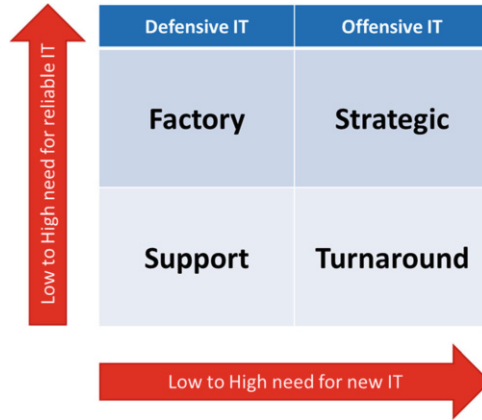 Low to High need for reliable IT
Defensive IT
Offensive IT
Factory
Strategic
Support
Turnaround
Low to High need for new IT